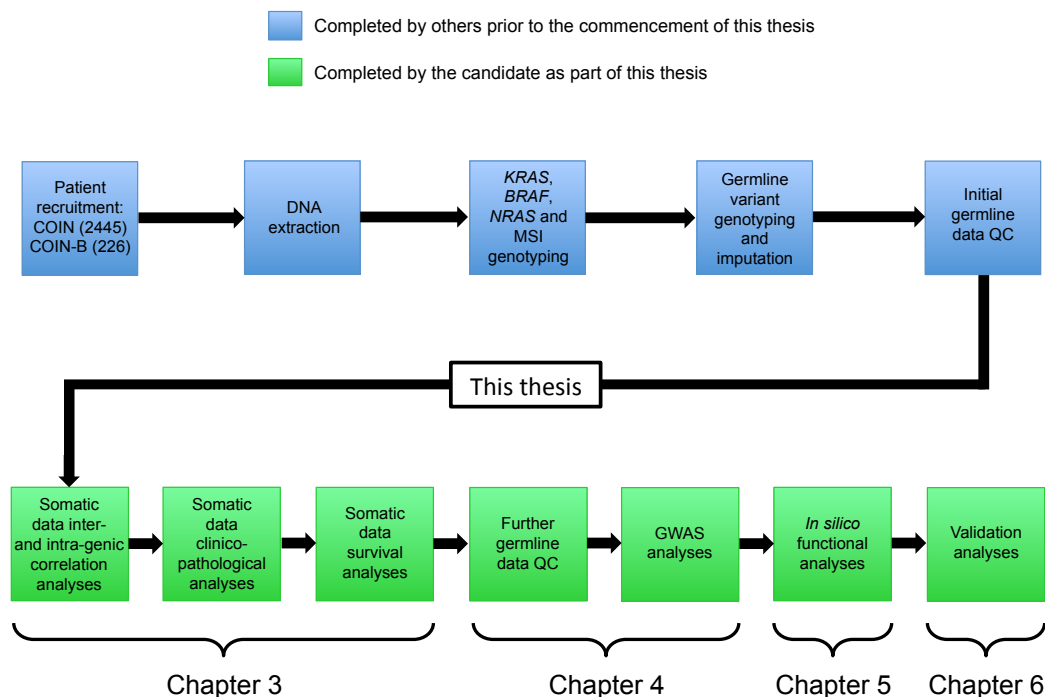 Completed by others prior to the commencement of this thesis
Completed by the candidate as part of this thesis
Patient
recruitment:
COIN (2445)
COIN-B (226)
DNA
extraction
KRAS,
BRAF,
NRAS and
MSI
genotyping
Germline
variant
genotyping
and
imputation
Initial
germline
data QC
This thesis
Somatic
data inter-
and intra-genic
correlation
analyses
Somatic
data
clinico-
pathological
analyses
Somatic
data
survival
analyses
Further
germline
data QC
GWAS
analyses
In silico
functional
analyses
Validation
analyses
Chapter 3
Chapter 4
Chapter 5
Chapter 6